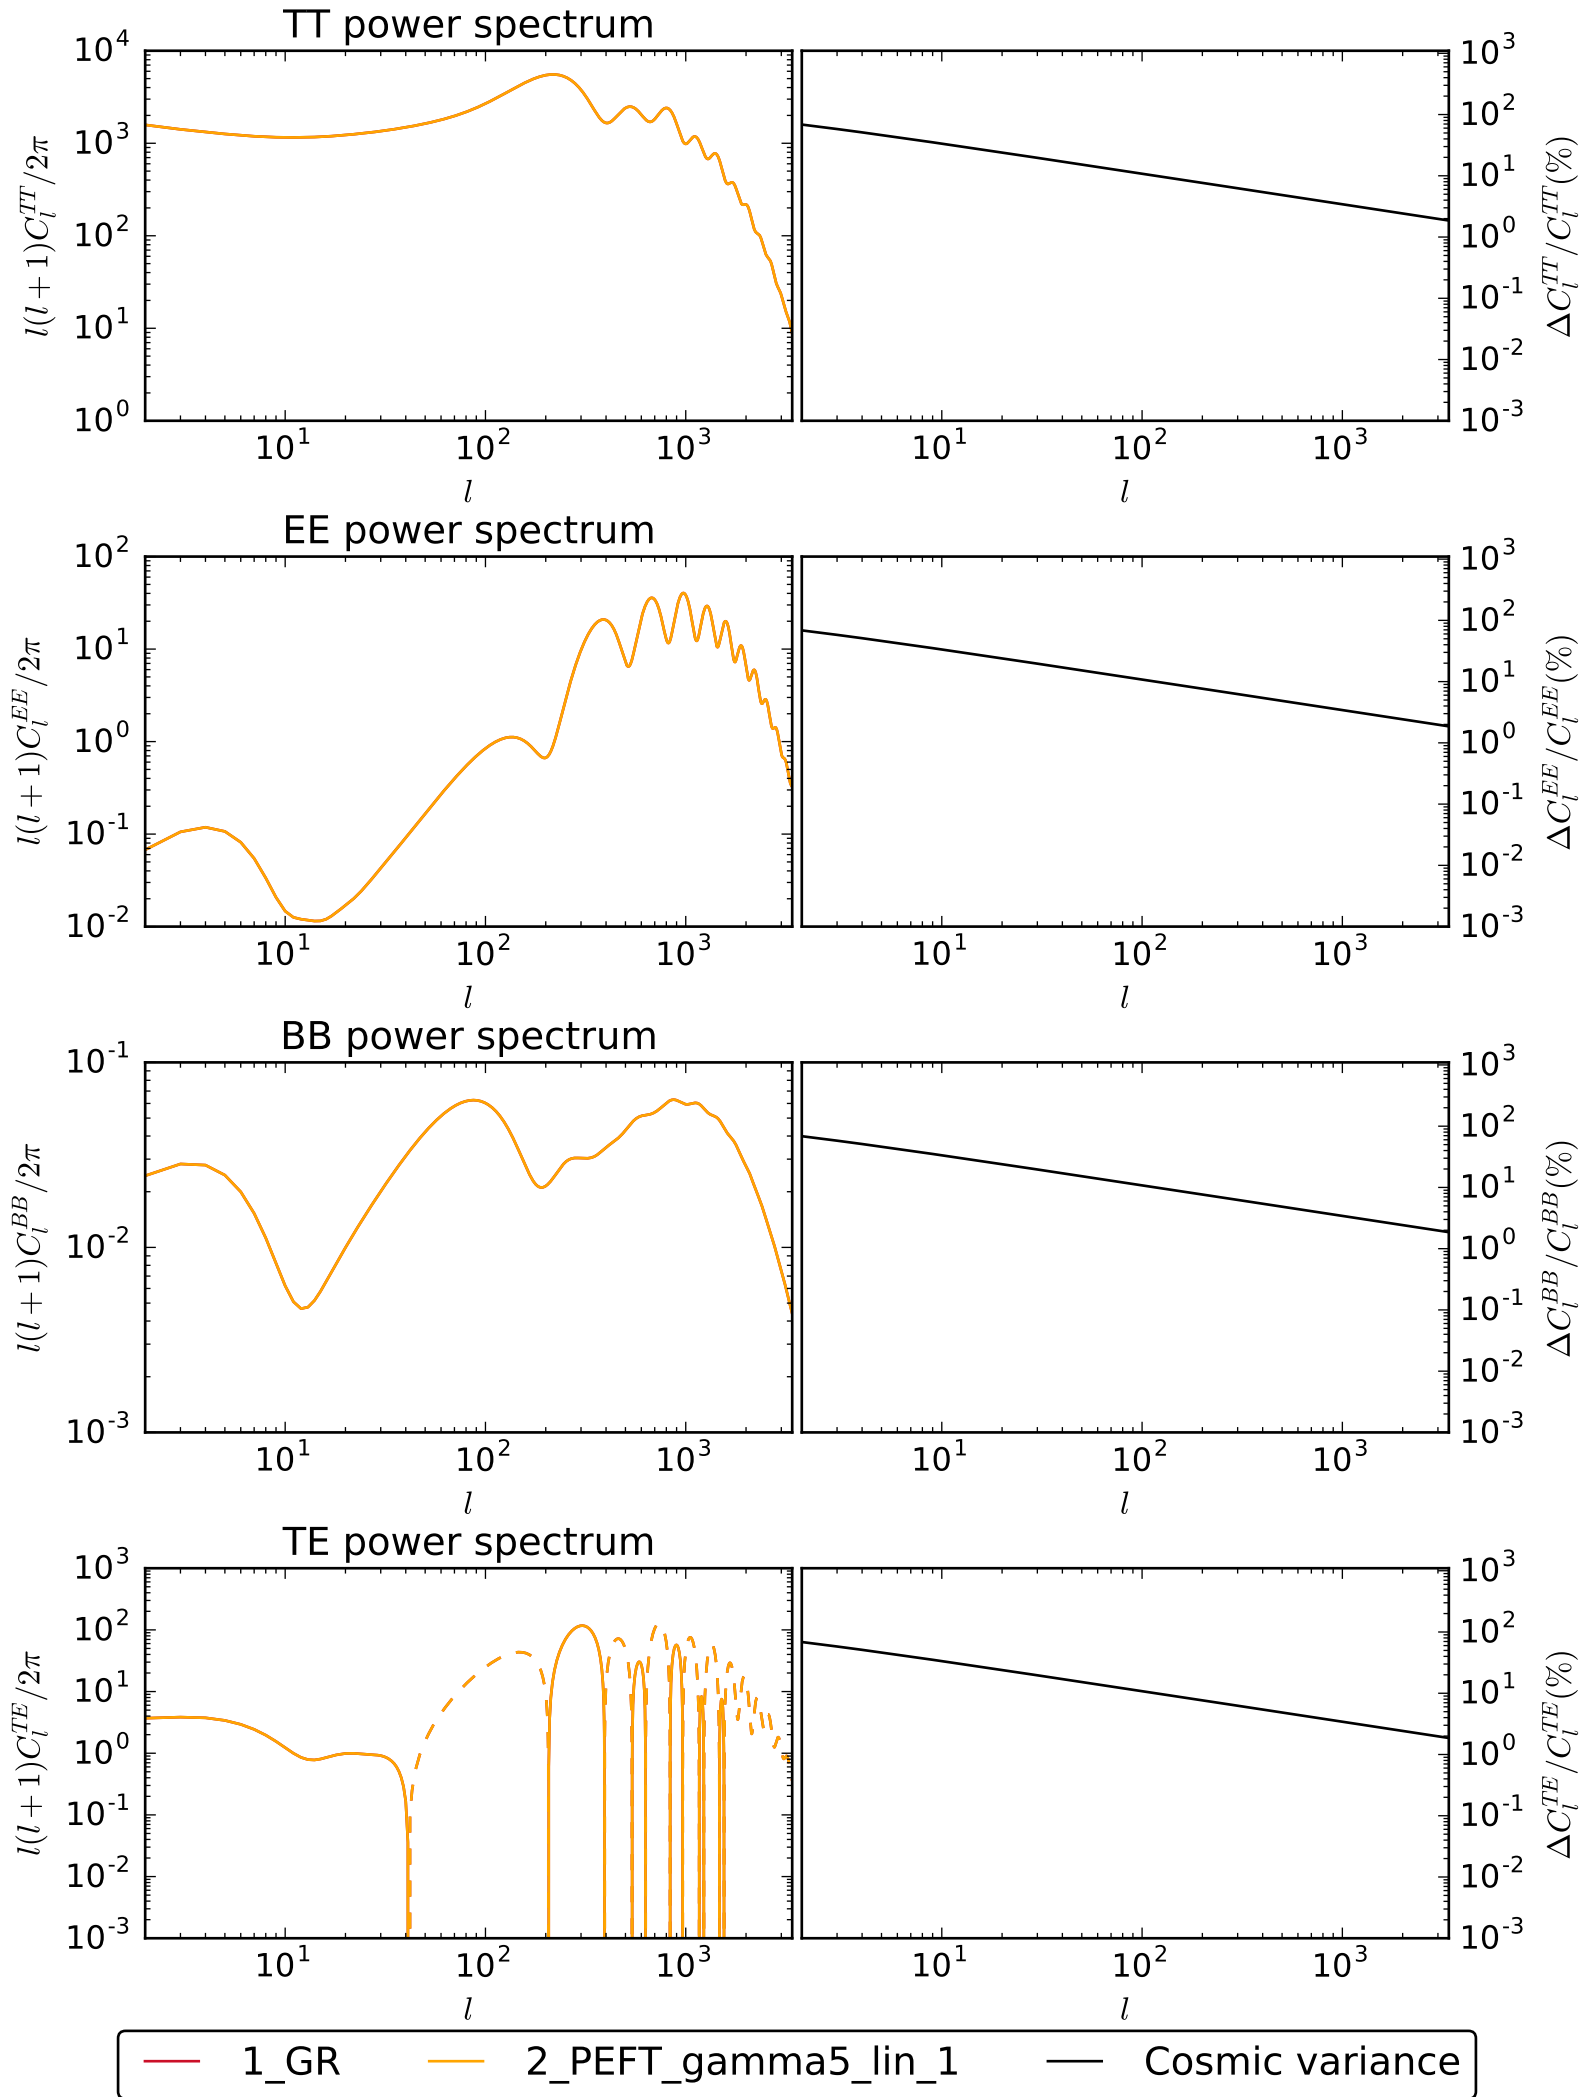 TT power spectrum
l(l + 1)C_l^{TT}/2π
10^4
10^3
10^2
10^1
10^0
10^1 10^2 10^3
l
10^3
10^2
10^1
10^0
10^-1
10^-2
10^-3
ΔC_l^{TT}/C_l^{TT}(%)
10^1 10^2 10^3
l
EE power spectrum
l(l + 1)C_l^{EE}/2π
10^2
10^1
10^0
10^-1
10^-2
10^1 10^2 10^3
l
10^3
10^2
10^1
10^0
10^-1
10^-2
10^-3
ΔC_l^{EE}/C_l^{EE}(%)
10^1 10^2 10^3
l
BB power spectrum
l(l + 1)C_l^{BB}/2π
10^-1
10^-2
10^-3
10^1 10^2 10^3
l
10^3
10^2
10^1
10^0
10^-1
10^-2
10^-3
ΔC_l^{BB}/C_l^{BB}(%)
10^1 10^2 10^3
l
TE power spectrum
l(l + 1)C_l^{TE}/2π
10^3
10^2
10^1
10^0
10^-1
10^-2
10^-3
10^1 10^2 10^3
l
10^3
10^2
10^1
10^0
10^-1
10^-2
10^-3
ΔC_l^{TE}/C_l^{TE}(%)
10^1 10^2 10^3
l
1_GR 2_PEFT_gamma5_lin_1 Cosmic variance